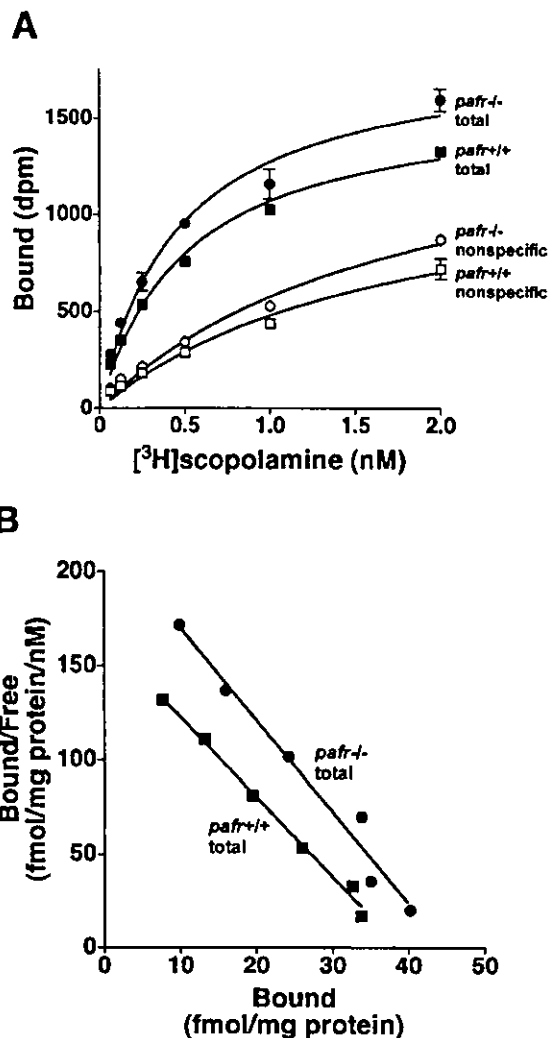 A
Bound (dpm)
1500
1000
500
0
0
0.5
1.0
1.5
2.0
[³H]scopolamine (nM)
pafr-/-
total
pafr+/+
total
pafr-/-
nonspecific
pafr+/+
nonspecific
B
Bound/Free
(fmol/mg protein/nM)
200
150
100
50
0
0
10
20
30
40
50
pafr-/-
total
pafr+/+
total
Bound
(fmol/mg protein)